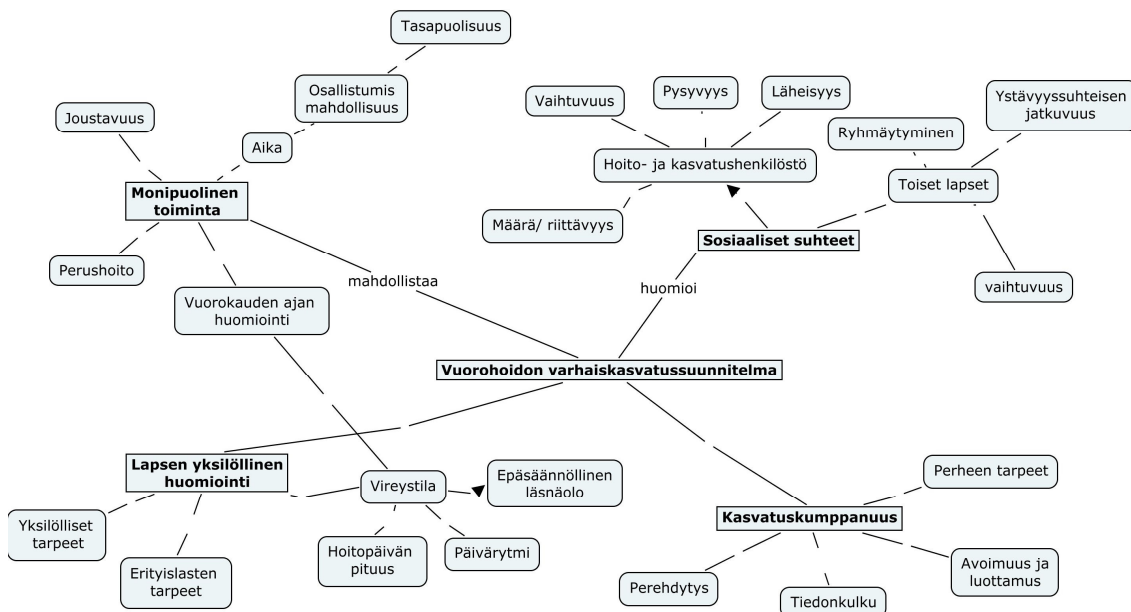 Tasapuolisuus
Osallistumis
mahdollisuus
Joustavuus
Aika
Monipuolinen
toiminta
Perushoito
Vuorokauden ajan
huomiointi
mahdollistaa
Vaihtuvuus
Pysyvyys
Läheisyys
Hoito- ja kasvatushenkilöstö
Määrä/ riittävyys
Ryhmäytyminen
Ystävyyssuhteisen
jatkuvuus
Toiset lapset
Sosiaaliset suhteet
vaihtuvuus
huomioi
Vuorohoidon varhaiskasvatussuunnitelma
Lapsen yksilöllinen
huomiointi
Yksilölliset
tarpeet
Erityislasten
tarpeet
Vireystila
Epäsäännöllinen
läsnäolo
Hoitopäivän
pituus
Päivärytmi
Kasvatuskumppanuus
Perheen tarpeet
Perehdytys
Tiedonkulku
Avoimuus ja
luottamus